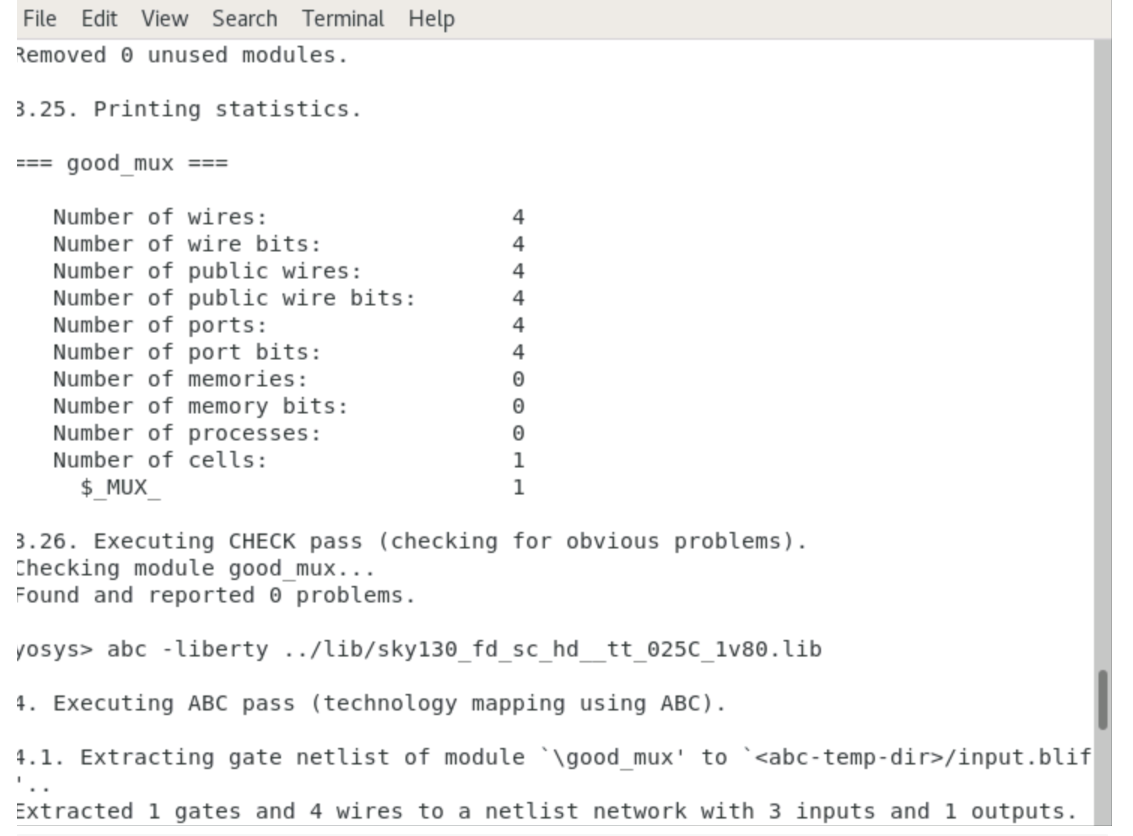 File Edit View Search Terminal Help
Removed 0 unused modules.
3.25. Printing statistics.
=== good_mux ===
Number of wires: 4
Number of wire bits: 4
Number of public wires: 4
Number of public wire bits: 4
Number of ports: 4
Number of port bits: 4
Number of memories: 0
Number of memory bits: 0
Number of processes: 0
Number of cells: 1
$_MUX_ 1
3.26. Executing CHECK pass (checking for obvious problems).
Checking module good_mux...
Found and reported 0 problems.
yosys> abc -liberty ../lib/sky130_fd_sc_hd__tt_025C_1v80.lib
4. Executing ABC pass (technology mapping using ABC).
4.1. Extracting gate netlist of module `\good_mux' to `<abc-temp-dir>/input.blif
'..
Extracted 1 gates and 4 wires to a netlist network with 3 inputs and 1 outputs.